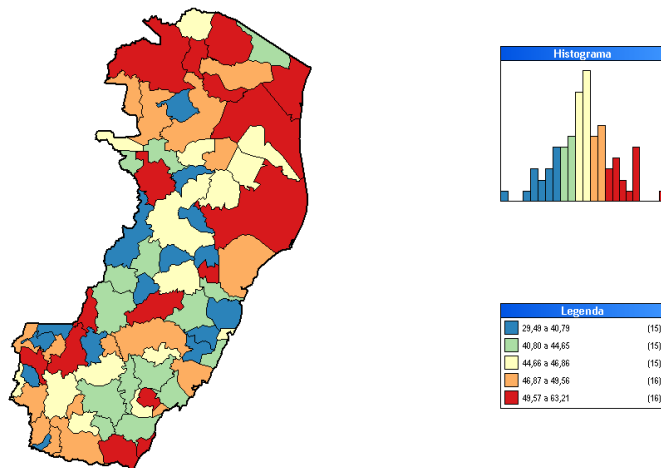 Histograma
Legenda
29,49 a 40,79 (15)
40,80 a 44,65 (15)
44,66 a 46,86 (15)
46,87 a 49,56 (16)
49,57 a 63,21 (16)